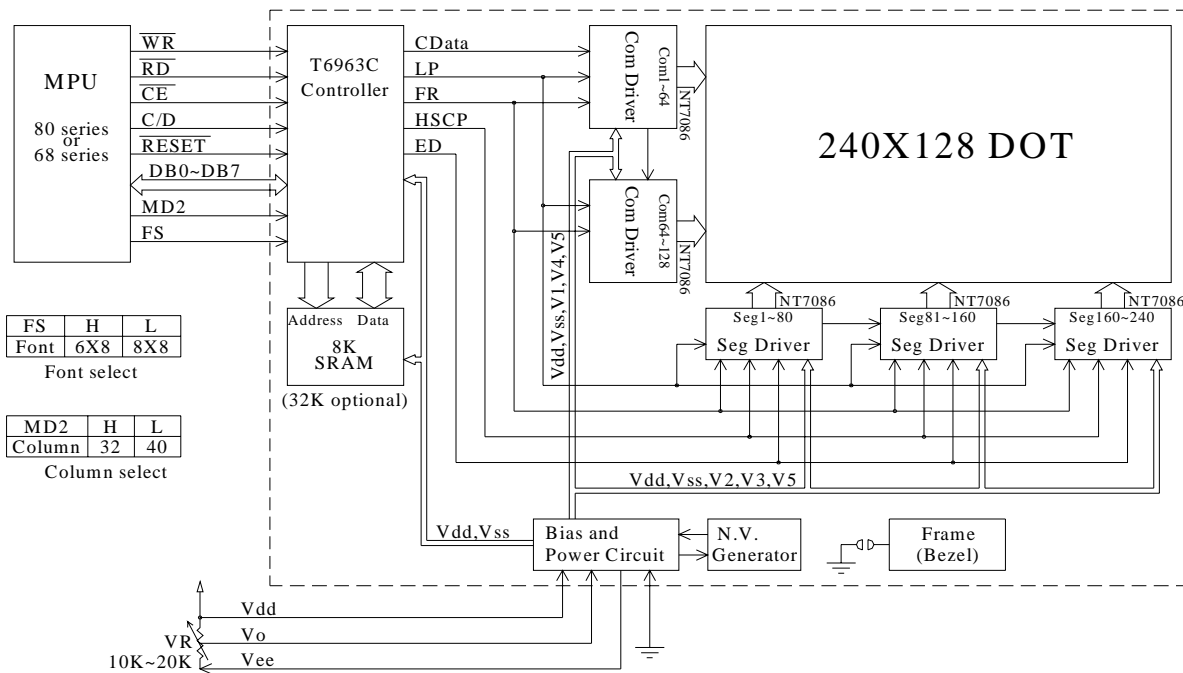 MPU
80 series
or
68 series
WR
RD
CE
C/D
RESET
DB0~DB7
MD2
FS
T6963C
Controller
CData
LP
FR
HSCP
ED
Com Driver
Com1~64
NT7086
Com Driver
Com64~128
NT7086
240X128 DOT
Address Data
8K
SRAM
(32K optional)
Vdd,Vss,V1,V4,V5
NT7086
NT7086
NT7086
Seg1~80
Seg Driver
Seg81~160
Seg Driver
Seg160~240
Seg Driver
FS H L
Font 6X8 8X8
Font select
MD2 H L
Column 32 40
Column select
Vdd,Vss,V2,V3,V5
Vdd,Vss
Bias and
Power Circuit
N.V.
Generator
Frame
(Bezel)
Vdd
Vo
Vee
VR
10K~20K